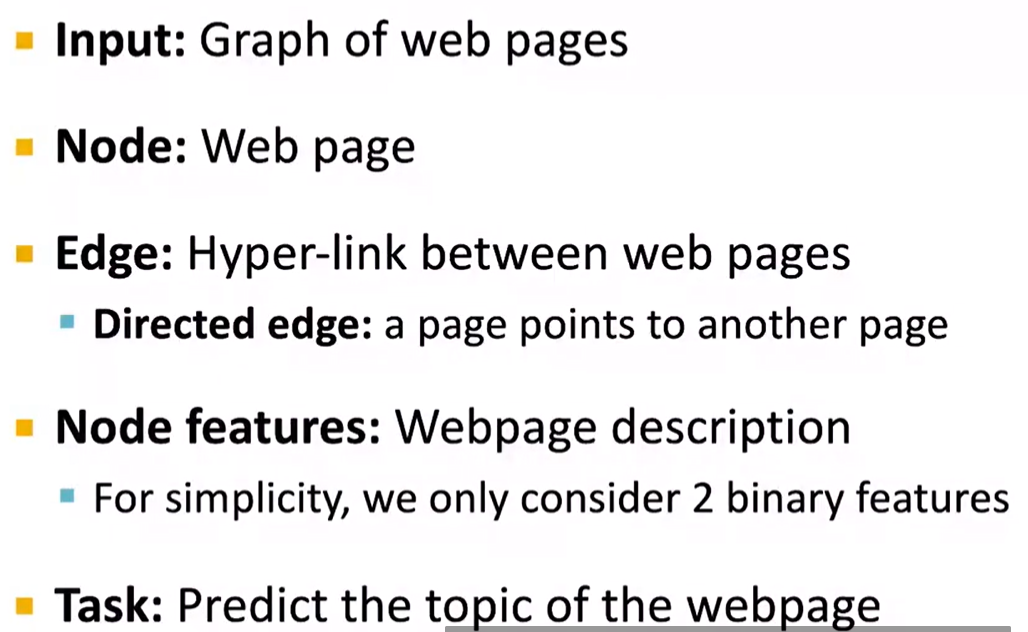 Input: Graph of web pages
Node: Web page
Edge: Hyper-link between web pages
Directed edge: a page points to another page
Node features: Webpage description
For simplicity, we only consider 2 binary features
Task: Predict the topic of the webpage